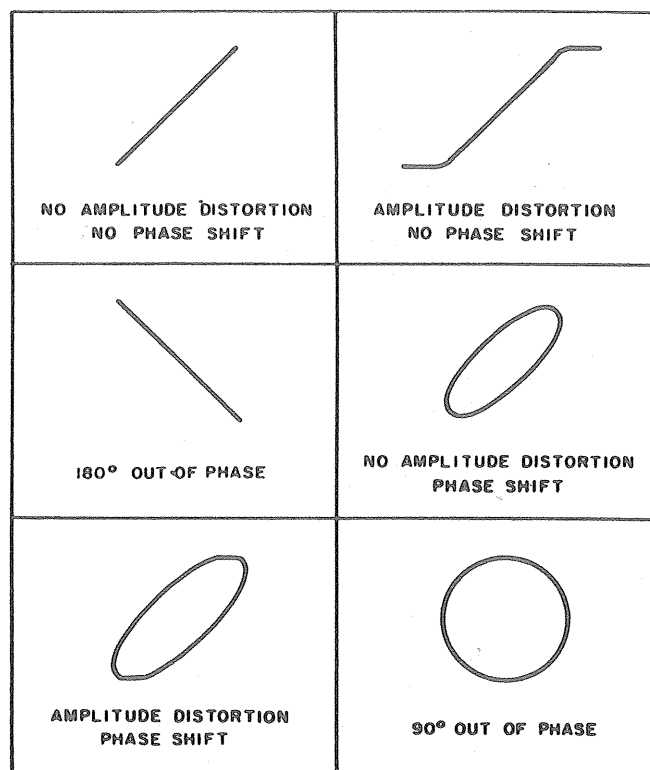 NO AMPLITUDE DISTORTION
NO PHASE SHIFT
AMPLITUDE DISTORTION
NO PHASE SHIFT
180° OUT OF PHASE
NO AMPLITUDE DISTORTION
PHASE SHIFT
AMPLITUDE DISTORTION
PHASE SHIFT
90° OUT OF PHASE